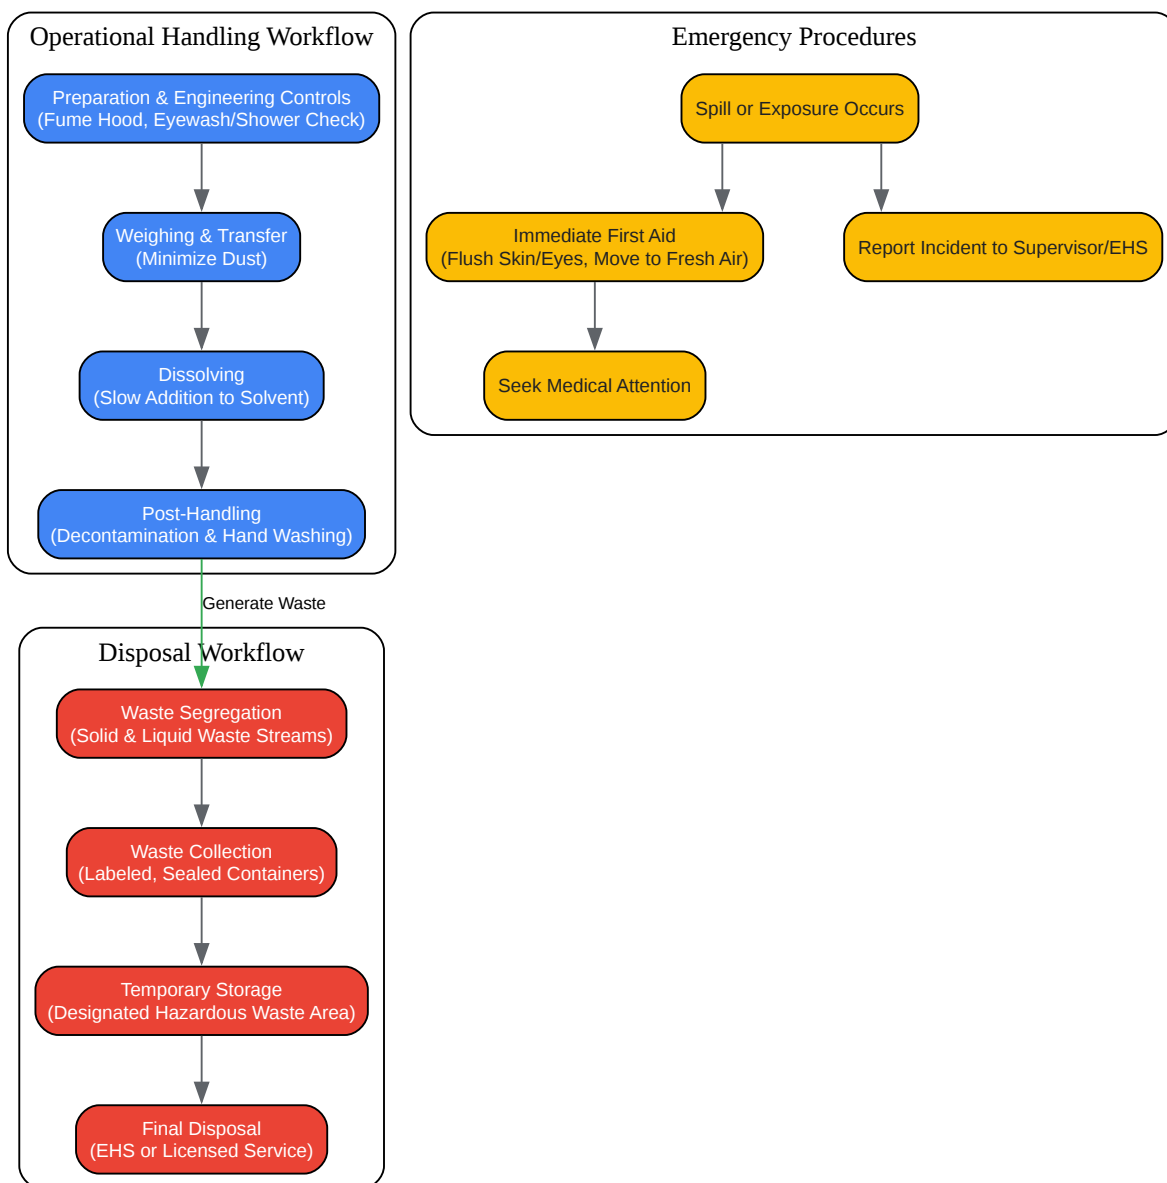 Operational Handling Workflow
Preparation & Engineering Controls
(Fume Hood, Eyewash/Shower Check)
Weighing & Transfer
(Minimize Dust)
Dissolving
(Slow Addition to Solvent)
Post-Handling
(Decontamination & Hand Washing)
Generate Waste
Disposal Workflow
Waste Segregation
(Solid & Liquid Waste Streams)
Waste Collection
(Labeled, Sealed Containers)
Temporary Storage
(Designated Hazardous Waste Area)
Final Disposal
(EHS or Licensed Service)
Emergency Procedures
Spill or Exposure Occurs
Immediate First Aid
(Flush Skin/Eyes, Move to Fresh Air)
Report Incident to Supervisor/EHS
Seek Medical Attention